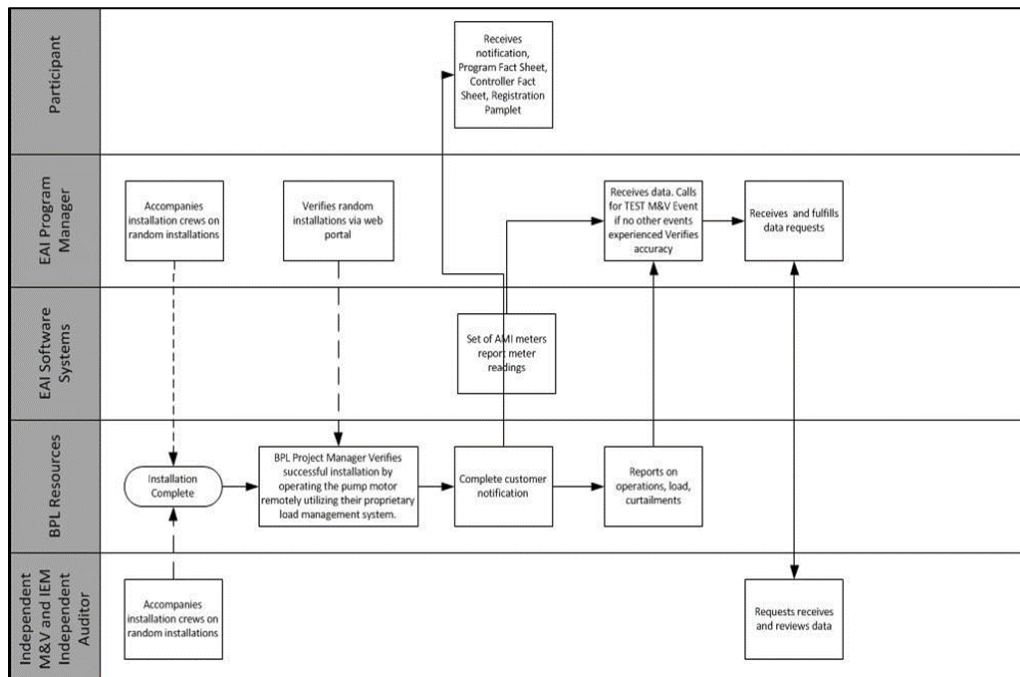 Participant
Receives
notification,
Program Fact Sheet,
Controller Fact
Sheet, Registration
Pamplet
EAI Program
Manager
Accompanies
installation crews on
random installations
Verifies random
installations via web
portal
Receives data. Calls
for TEST M&V Event
if no other events
experienced Verifies
accuracy
Receives and fulfills
data requests
EAI Software
Systems
Set of AMI meters
report meter
readings
BPL Resources
Installation
Complete
BPL Project Manager Verifies
successful installation by
operating the pump motor
remotely utilizing their proprietary
load management system.
Complete customer
notification
Reports on
operations, load,
curtailments
Independent
M&V and IEM
Independent
Auditor
Accompanies
installation crews on
random installations
Requests receives
and reviews data